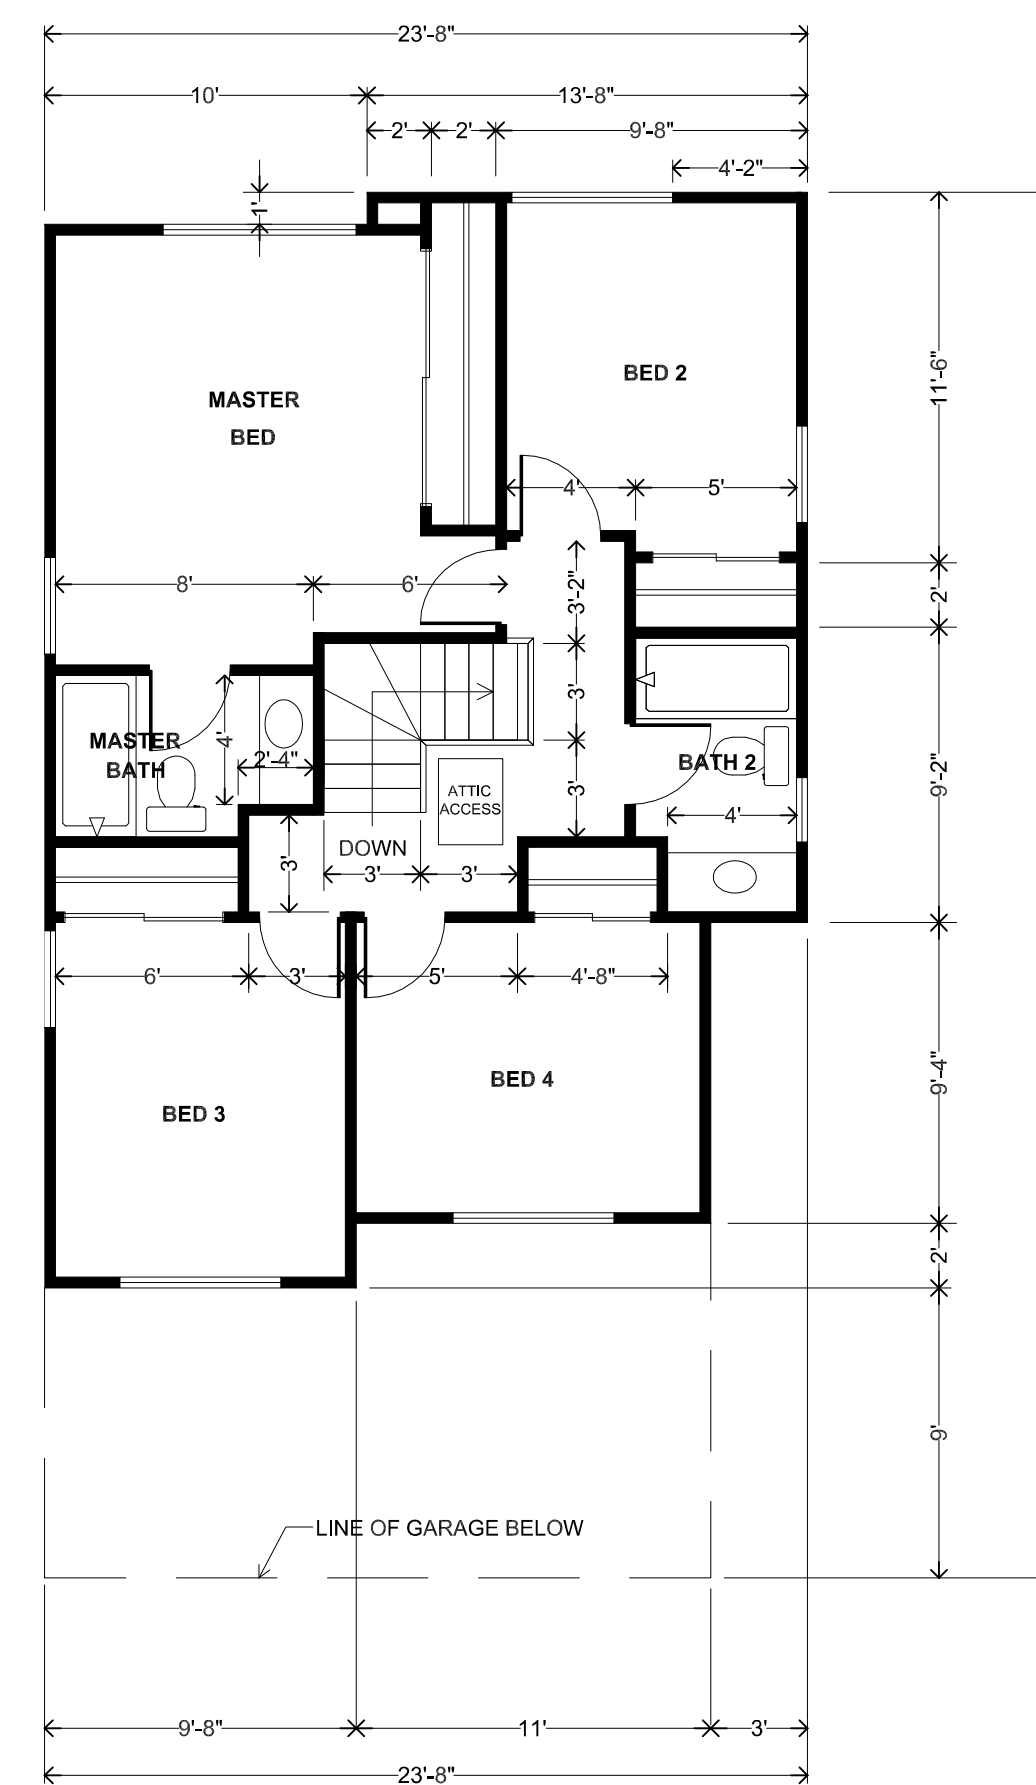 23'-8"
10'
13'-8"
2'
2'
9'-8"
4'-2"
1'
11'-6"
BED 2
MASTER
BED
4'
5'
8'
6'
3'-2"
2'
3'
MASTER
BATH
4'
2'-4"
BATH 2
ATTIC
ACCESS
3'
9'-2"
4'
DOWN
3'
3'
3'
6'
3'
5'
4'-8"
9'-4"
BED 4
BED 3
2'
9'
LINE OF GARAGE BELOW
9'-8"
11'
3'
23'-8"